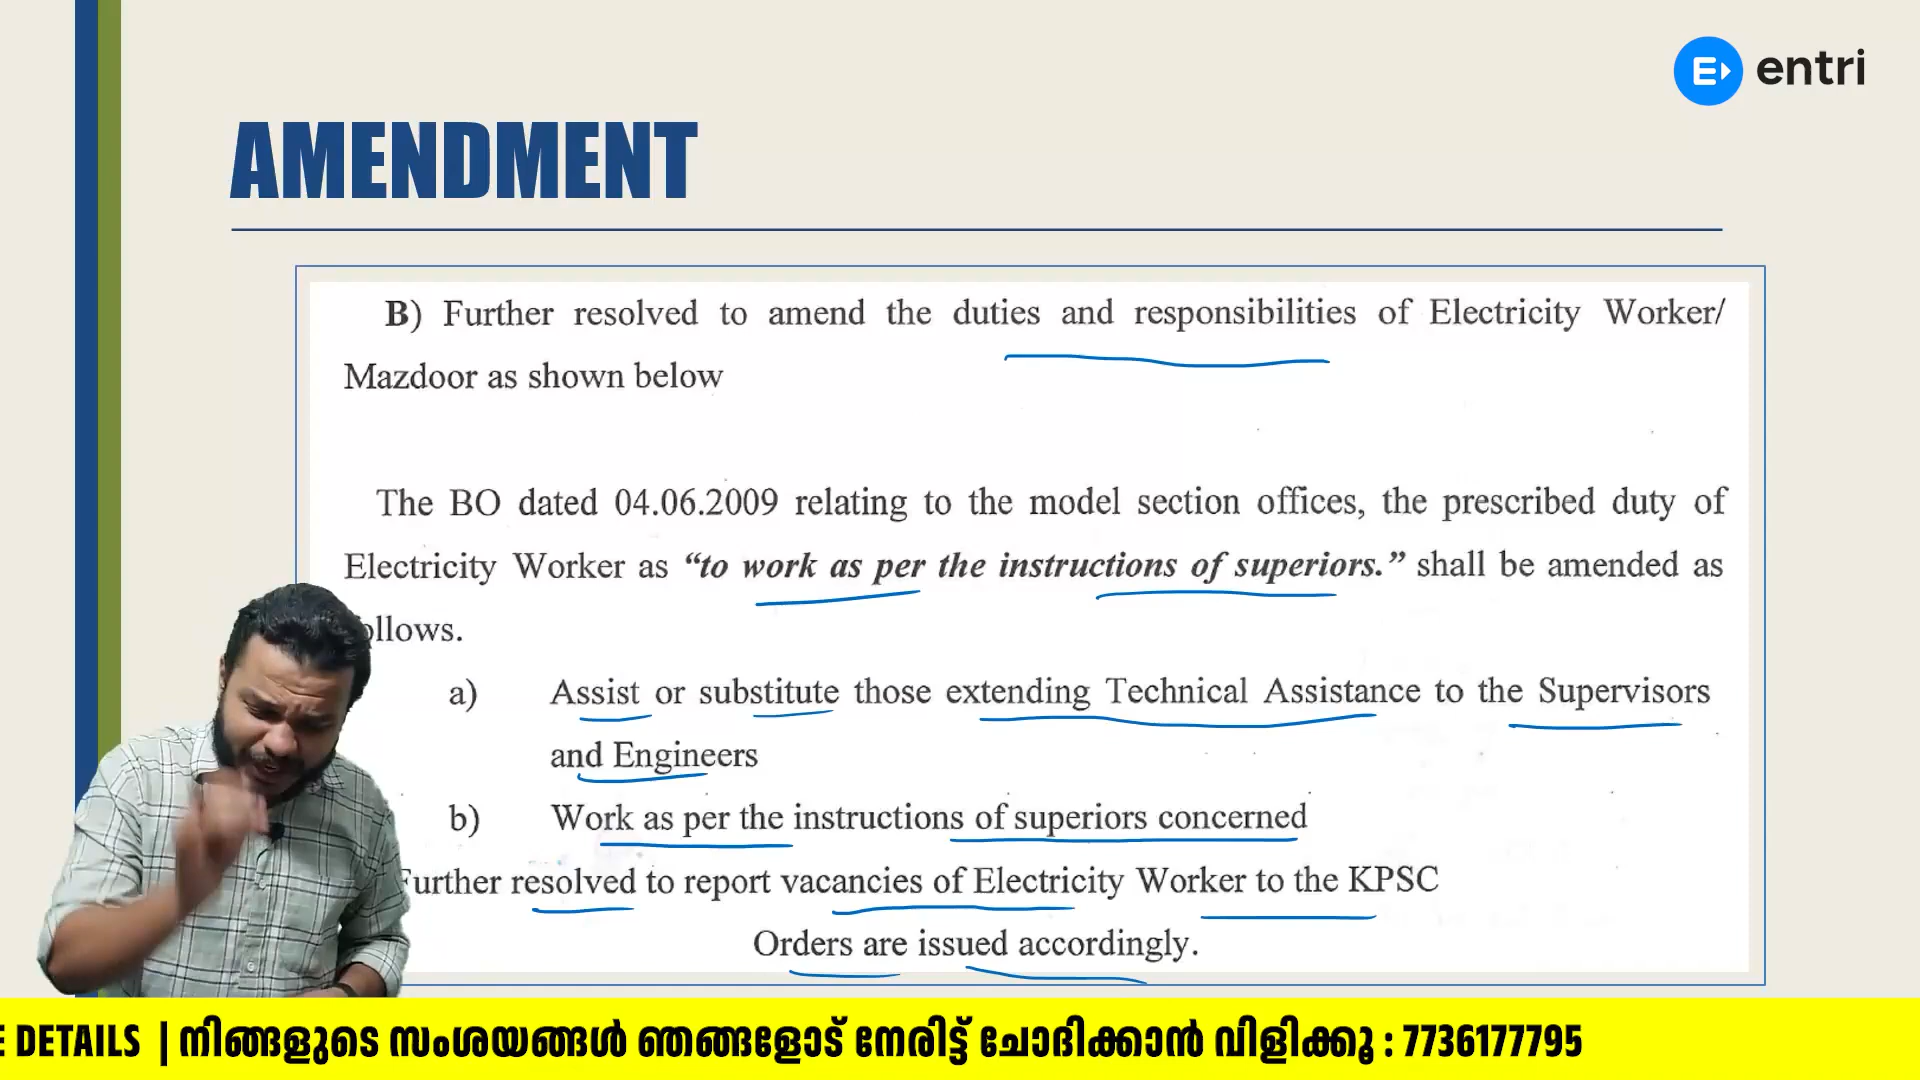 entri
AMENDMENT
B) Further resolved to amend the duties and responsibilities of Electricity Worker/
Mazdoor as shown below
The BO dated 04.06.2009 relating to the model section offices, the prescribed duty of
Electricity Worker as “to work as per the instructions of superiors.” shall be amended as
ollows.
a) Assist or substitute those extending Technical Assistance to the Supervisors
and Engineers
b) Work as per the instructions of superiors concerned
Further resolved to report vacancies of Electricity Worker to the KPSC
Orders are issued accordingly.
E DETAILS | നിങ്ങളുടെ സംശയങ്ങൾ ഞങ്ങളോട് നേരിട്ട് ചോദിക്കാൻ വിളിക്കൂ : 7736177795